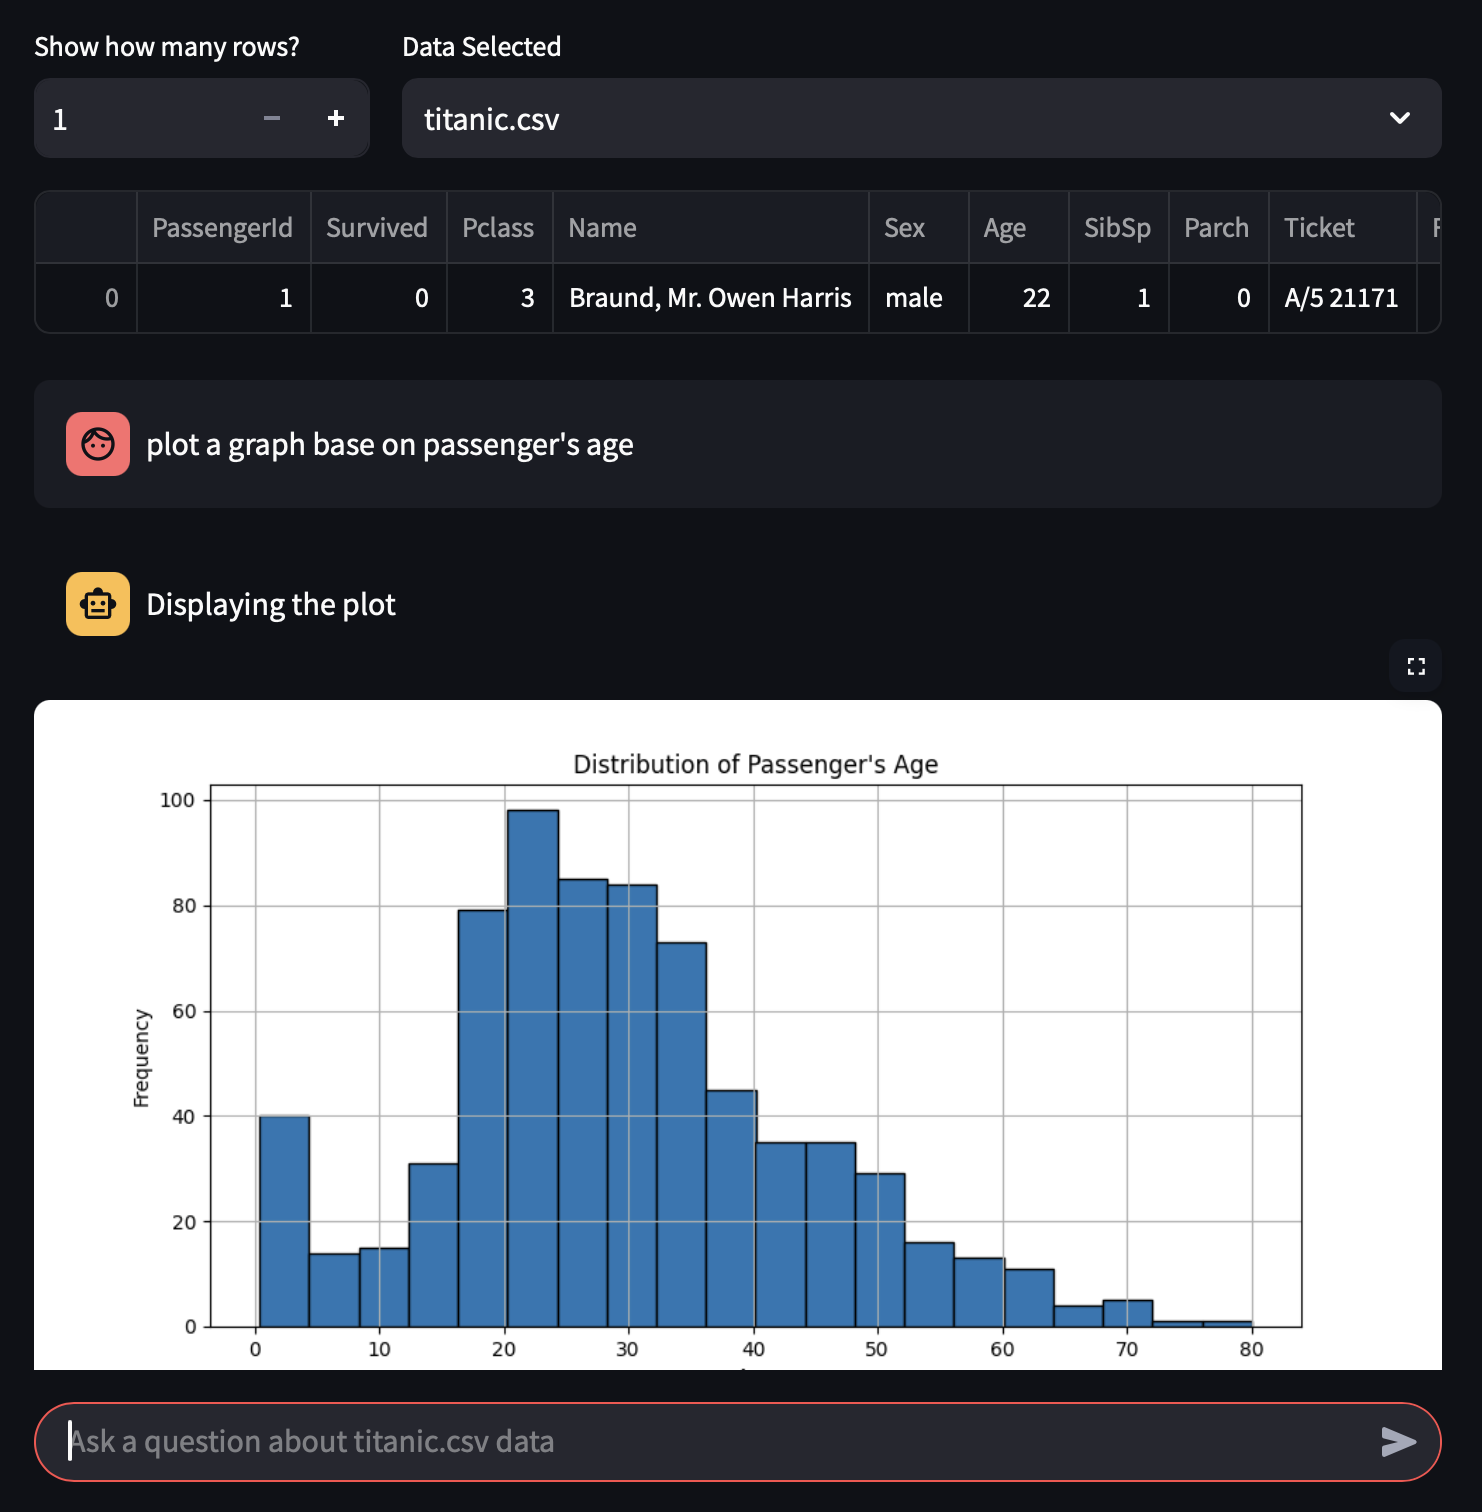 Show how many rows? Data Selected
1 − + titanic.csv
PassengerId Survived Pclass Name Sex Age SibSp Parch Ticket
0 1 0 3 Braund, Mr. Owen Harris male 22 1 0 A/5 21171
plot a graph base on passenger's age
Displaying the plot
Distribution of Passenger's Age
100
80
60
40
20
0
Frequency
0 10 20 30 40 50 60 70 80
Ask a question about titanic.csv data